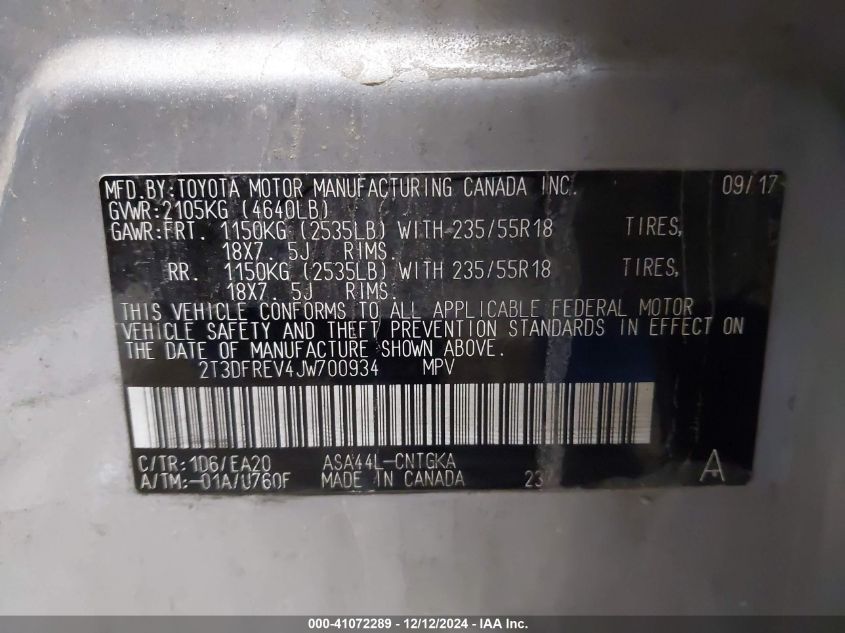 MFD.BY:TOYOTA MOTOR MANUFACTURING CANADA INC. 09/17
GVWR:2105KG (4640LB)
GAWR:FRT. 1150KG (2535LB) WITH 235/55R18 TIRES,
18X7. 5J RIMS.
RR. 1150KG (2535LB) WITH 235/55R18 TIRES,
18X7. 5J RIMS.
THIS VEHICLE CONFORMS TO ALL APPLICABLE FEDERAL MOTOR
VEHICLE SAFETY AND THEFT PREVENTION STANDARDS IN EFFECT ON
THE DATE OF MANUFACTURE SHOWN ABOVE.
2T3DFREV4JW700934 MPV
C/TR:1D6/EA20 ASA44L-CNTGKA
A/TM:-01A/U760F MADE IN CANADA 23 A
000-41072289 - 12/12/2024 - IAA Inc.